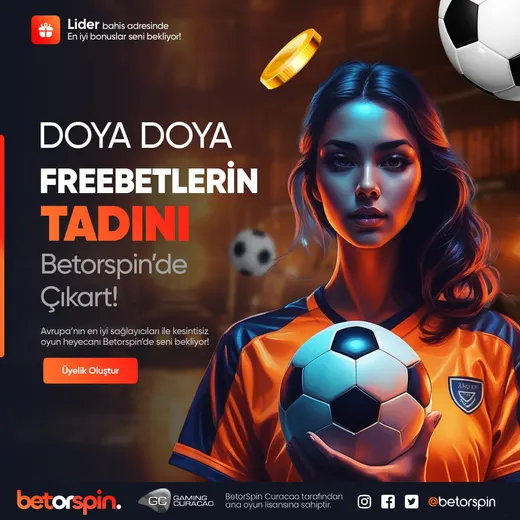 Lider bahis adresinde
En iyi bonuslar seni bekliyor!
DOYA DOYA
FREEBETLERİN
TADINI
Betorspin’de
Çıkart!
Avrupa’nın en iyi sağlayıcıları ile kesintisiz
oyun heyecanı Betorspin’de seni bekliyor!
Üyelik Oluştur
betorspin.
GC GAMING
CURACAO
BetorSpin Curacao tarafından
ana oyun lisansına sahiptir.
@betorspin